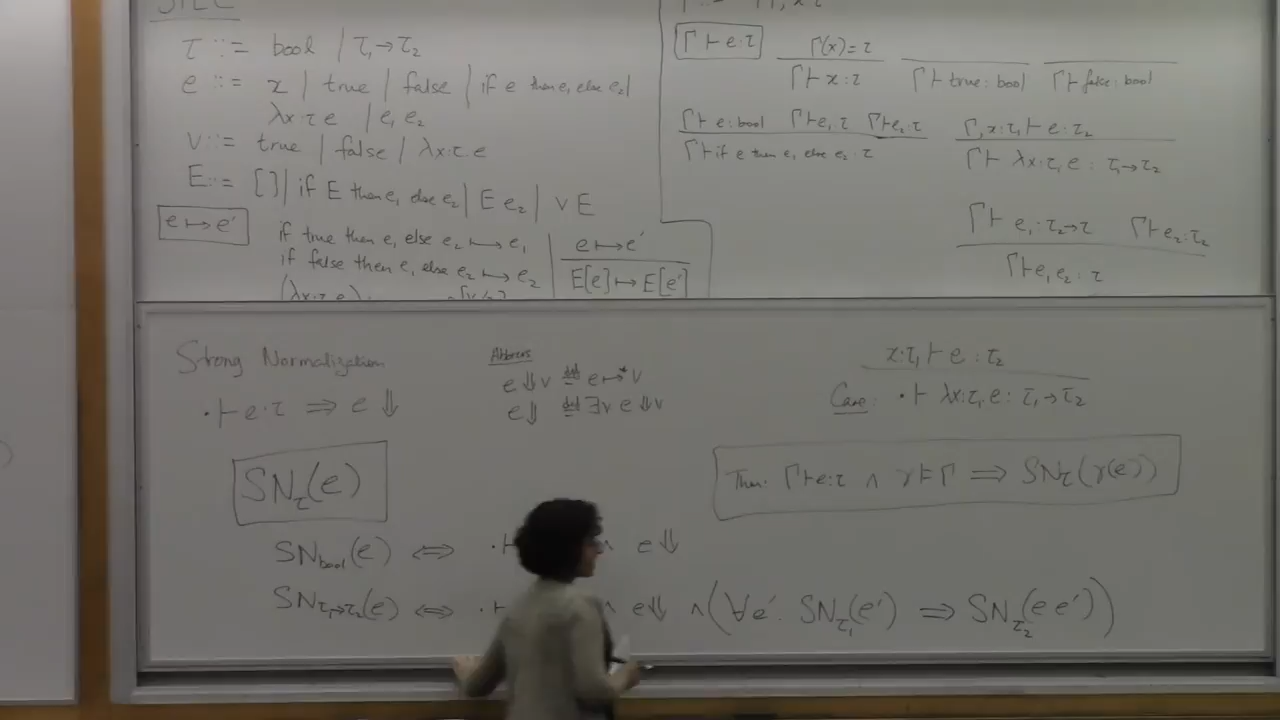 STLC
τ ::= bool | τ₁→τ₂
e ::= x | true | false | if e then e₁ else e₂ |
λx:τ.e | e₁ e₂
v ::= true | false | λx:τ.e
E ::= [ ] | if E then e₁ else e₂ | E e₂ | v E
e ↦ e'
if true then e₁ else e₂ ↦ e₁
if false then e₁ else e₂ ↦ e₂
e ↦ e'
E[e] ↦ E[e']
Γ ⊢ e:τ
Γ(x) = τ
Γ ⊢ x:τ
Γ ⊢ true: bool
Γ ⊢ false: bool
Γ ⊢ e:bool Γ ⊢ e₁:τ Γ ⊢ e₂:τ
Γ ⊢ if e then e₁ else e₂:τ
Γ, x:τ₁ ⊢ e:τ₂
Γ ⊢ λx:τ₁.e : τ₁→τ₂
Γ ⊢ e₁:τ₂→τ Γ ⊢ e₂:τ₂
Γ ⊢ e₁ e₂ : τ
Strong Normalization
· ⊢ e:τ ⇒ e ⇓
e ⇓ v ≝ e ↦* v
e ⇓ ≝ ∃v e ⇓ v
x:τ₁ ⊢ e:τ₂
Case: · ⊢ λx:τ₁.e : τ₁→τ₂
SN_τ(e)
Thm: Γ ⊢ e:τ ∧ γ ⊨ Γ ⟹ SN_τ(γ(e))
SN_bool(e) ⇔ · ⊢ ∧ e ⇓
SN_τ₁→τ₂(e) ⇔ · ⊢ ∧ e ⇓ ∧ (∀e'. SN_τ₁(e') ⟹ SN_τ₂(e e'))